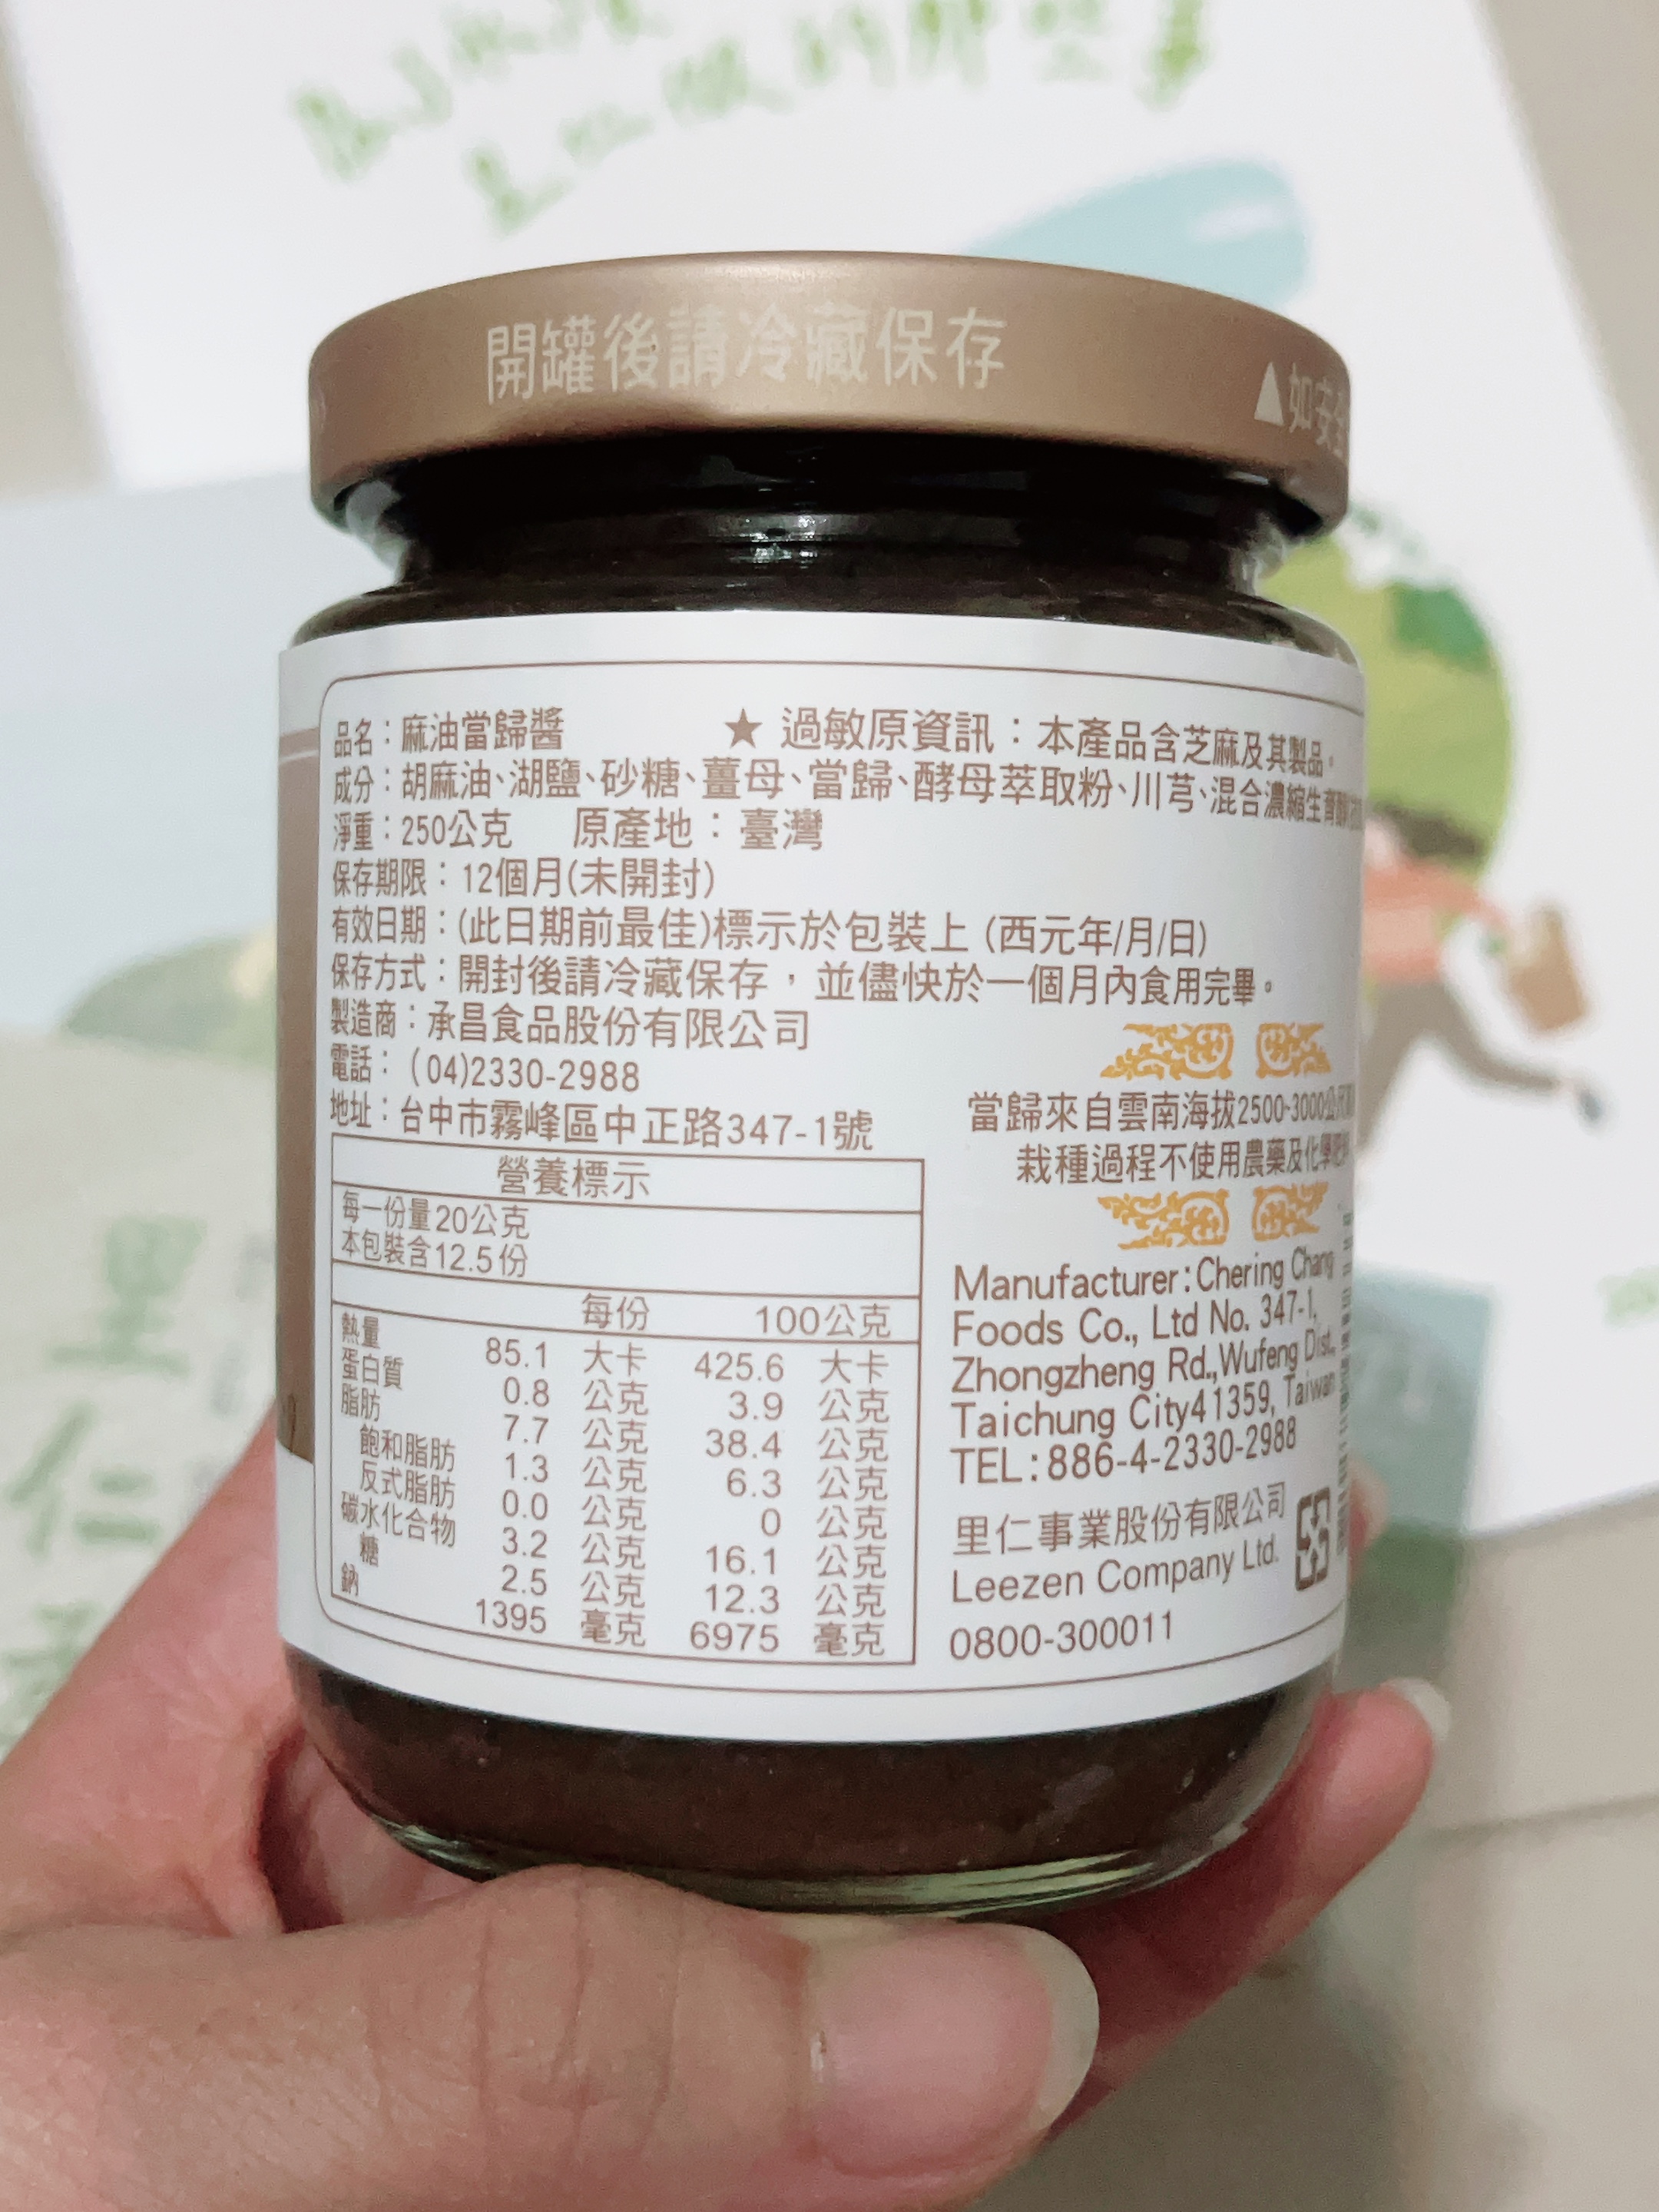 開罐後請冷藏保存
▲如安全
品名：麻油當歸醬 ★ 過敏原資訊：本產品含芝麻及其製品。
成分：胡麻油、湖鹽、砂糖、薑母、當歸、酵母萃取粉、川芎、混合濃縮生育醇
淨重：250公克 原產地：臺灣
保存期限：12個月(未開封)
有效日期：(此日期前最佳)標示於包裝上 (西元年/月/日)
保存方式：開封後請冷藏保存，並儘快於一個月內食用完畢。
製造商：承昌食品股份有限公司
電話：(04)2330-2988
地址：台中市霧峰區中正路347-1號
營養標示
每一份量20公克
本包裝含12.5份
每份 100公克
熱量 85.1 大卡 425.6 大卡
蛋白質 0.8 公克 3.9 公克
脂肪 7.7 公克 38.4 公克
飽和脂肪 1.3 公克 6.3 公克
反式脂肪 0.0 公克 0 公克
碳水化合物 3.2 公克 16.1 公克
糖 2.5 公克 12.3 公克
鈉 1395 毫克 6975 毫克
當歸來自雲南海拔2500-3000公尺
栽種過程不使用農藥及化學
Manufacturer:Chering Chang
Foods Co., Ltd No. 347-1,
Zhongzheng Rd.,Wufeng Dist.,
Taichung City41359, Taiwan
TEL:886-4-2330-2988
里仁事業股份有限公司
Leezen Company Ltd.
0800-300011
里
仁